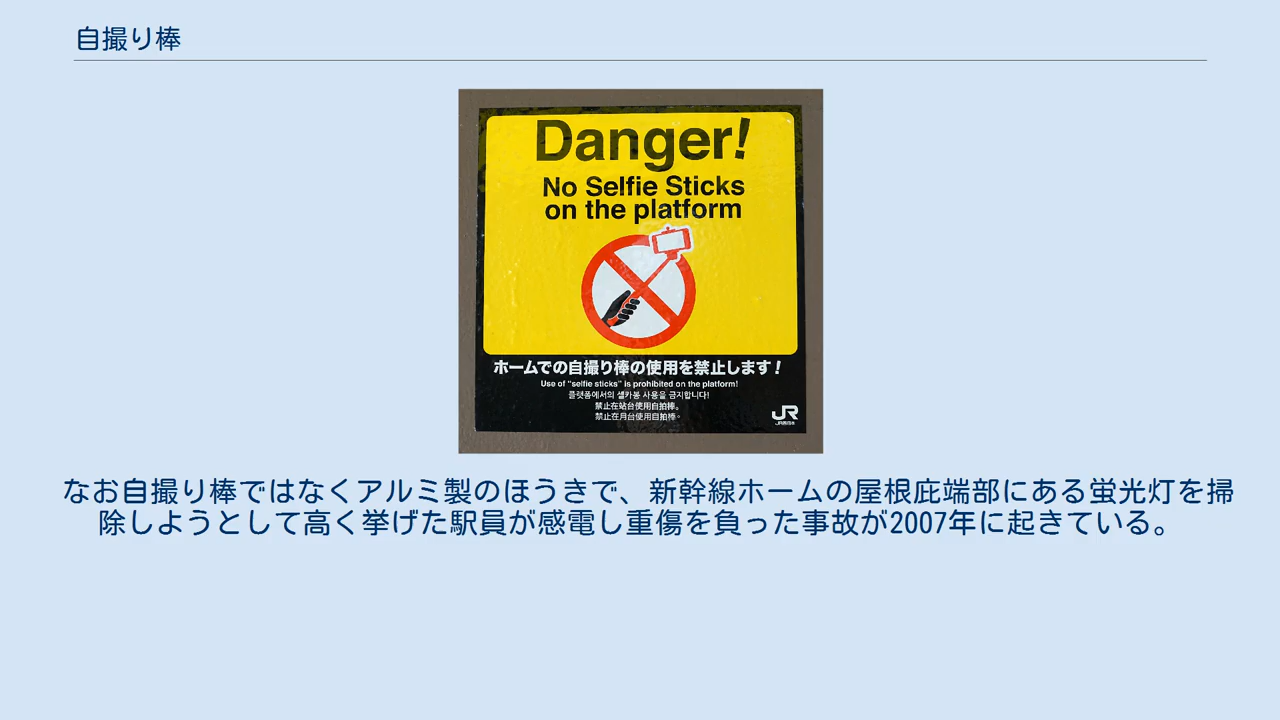 自撮り棒
Danger!
No Selfie Sticks
on the platform
ホームでの自撮り棒の使用を禁止します!
Use of "selfie sticks" is prohibited on the platform!
플랫폼에서의 셀카봉 사용을 금지합니다!
禁止在站台使用自拍棒。
禁止在月台使用自拍棒。
JR
JR西日本
なお自撮り棒ではなくアルミ製のほうきで、新幹線ホームの屋根庇端部にある蛍光灯を掃
除しようとして高く挙げた駅員が感電し重傷を負った事故が2007年に起きている。